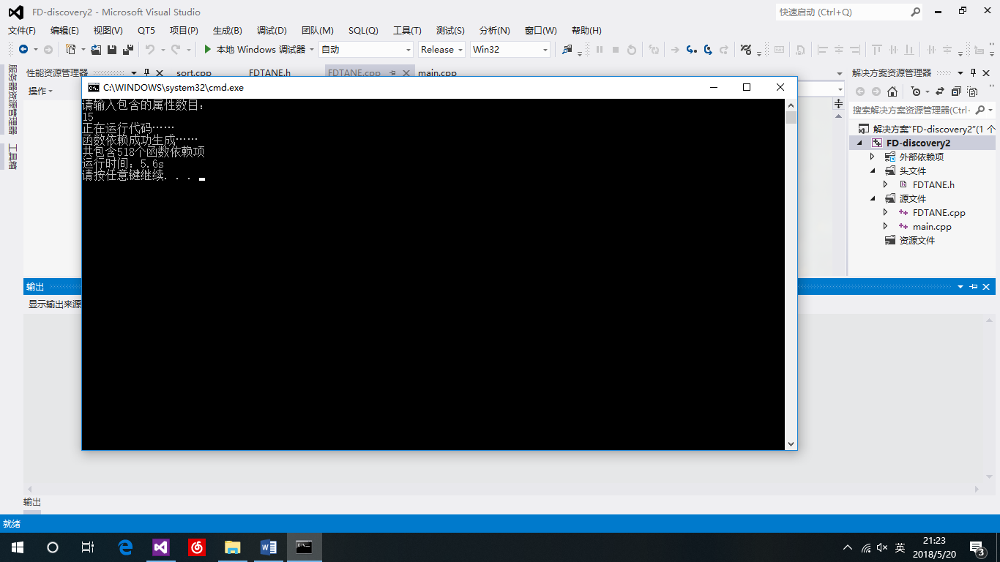 FD-discovery2 - Microsoft Visual Studio
快速启动 (Ctrl+Q)
文件(F) 编辑(E) 视图(V) QT5 项目(P) 生成(B) 调试(D) 团队(M) SQL(Q) 工具(T) 测试(S) 分析(N) 窗口(W) 帮助(H)
本地 Windows 调试器 自动 Release Win32
服务器资源管理器
工具箱
性能资源管理器 sort.cpp FDTANE.h FDTANE.cpp main.cpp
操作
C:\WINDOWS\system32\cmd.exe
请输入包含的属性数目:
15
正在运行代码……
函数依赖成功生成……
共包含518个函数依赖项
运行时间: 5.6s
请按任意键继续. . .
解决方案资源管理器
搜索解决方案资源管理器(Ctrl-
解决方案"FD-discovery2"(1 个
FD-discovery2
外部依赖项
头文件
FDTANE.h
源文件
FDTANE.cpp
main.cpp
资源文件
输出
显示输出来源
输出
就绪
英
21:23
2018/5/20
3